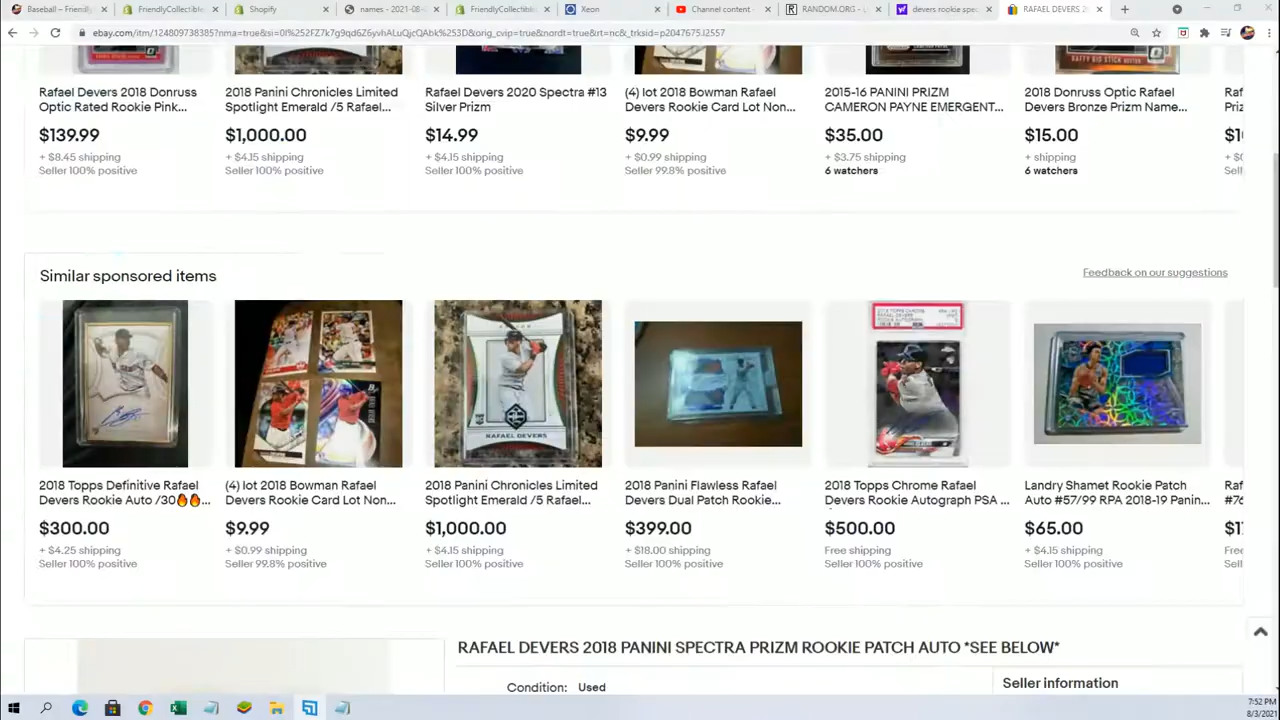 Baseball – Friendly
FriendlyCollectible
Shopify
names - 2021-08-
FriendlyCollectible
Xeon
Channel content -
RANDOM.ORG - L
devers rookie spec
RAFAEL DEVERS 2
ebay.com/itm/124809738385?nrma=true&si=0I%252FZ7k7g9qd6Z6yvhALuQjcQAbk%253D&orig_cvip=true&nordt=true&rt=nc&_trksid=p2047675.l2557
Rafael Devers 2018 Donruss
Optic Rated Rookie Pink...
$139.99
+ $8.45 shipping
Seller 100% positive
2018 Panini Chronicles Limited
Spotlight Emerald /5 Rafael...
$1,000.00
+ $4.15 shipping
Seller 100% positive
Rafael Devers 2020 Spectra #13
Silver Prizm
$14.99
+ $4.15 shipping
Seller 100% positive
(4) lot 2018 Bowman Rafael
Devers Rookie Card Lot Non...
$9.99
+ $0.99 shipping
Seller 99.8% positive
2015-16 PANINI PRIZM
CAMERON PAYNE EMERGENT...
$35.00
+ $3.75 shipping
6 watchers
2018 Donruss Optic Rafael
Devers Bronze Prizm Name...
$15.00
+ shipping
6 watchers
Similar sponsored items
Feedback on our suggestions
RAFAEL DEVERS
2018 Topps Definitive Rafael
Devers Rookie Auto /30🔥🔥...
$300.00
+ $4.25 shipping
Seller 100% positive
(4) lot 2018 Bowman Rafael
Devers Rookie Card Lot Non...
$9.99
+ $0.99 shipping
Seller 99.8% positive
2018 Panini Chronicles Limited
Spotlight Emerald /5 Rafael...
$1,000.00
+ $4.15 shipping
Seller 100% positive
2018 Panini Flawless Rafael
Devers Dual Patch Rookie...
$399.00
+ $18.00 shipping
Seller 100% positive
2018 Topps Chrome Rafael
Devers Rookie Autograph PSA ...
$500.00
Free shipping
Seller 100% positive
Landry Shamet Rookie Patch
Auto #57/99 RPA 2018-19 Panin...
$65.00
+ $4.15 shipping
Seller 100% positive
RAFAEL DEVERS 2018 PANINI SPECTRA PRIZM ROOKIE PATCH AUTO *SEE BELOW*
Condition: Used
Seller information
7:52 PM
8/3/2021